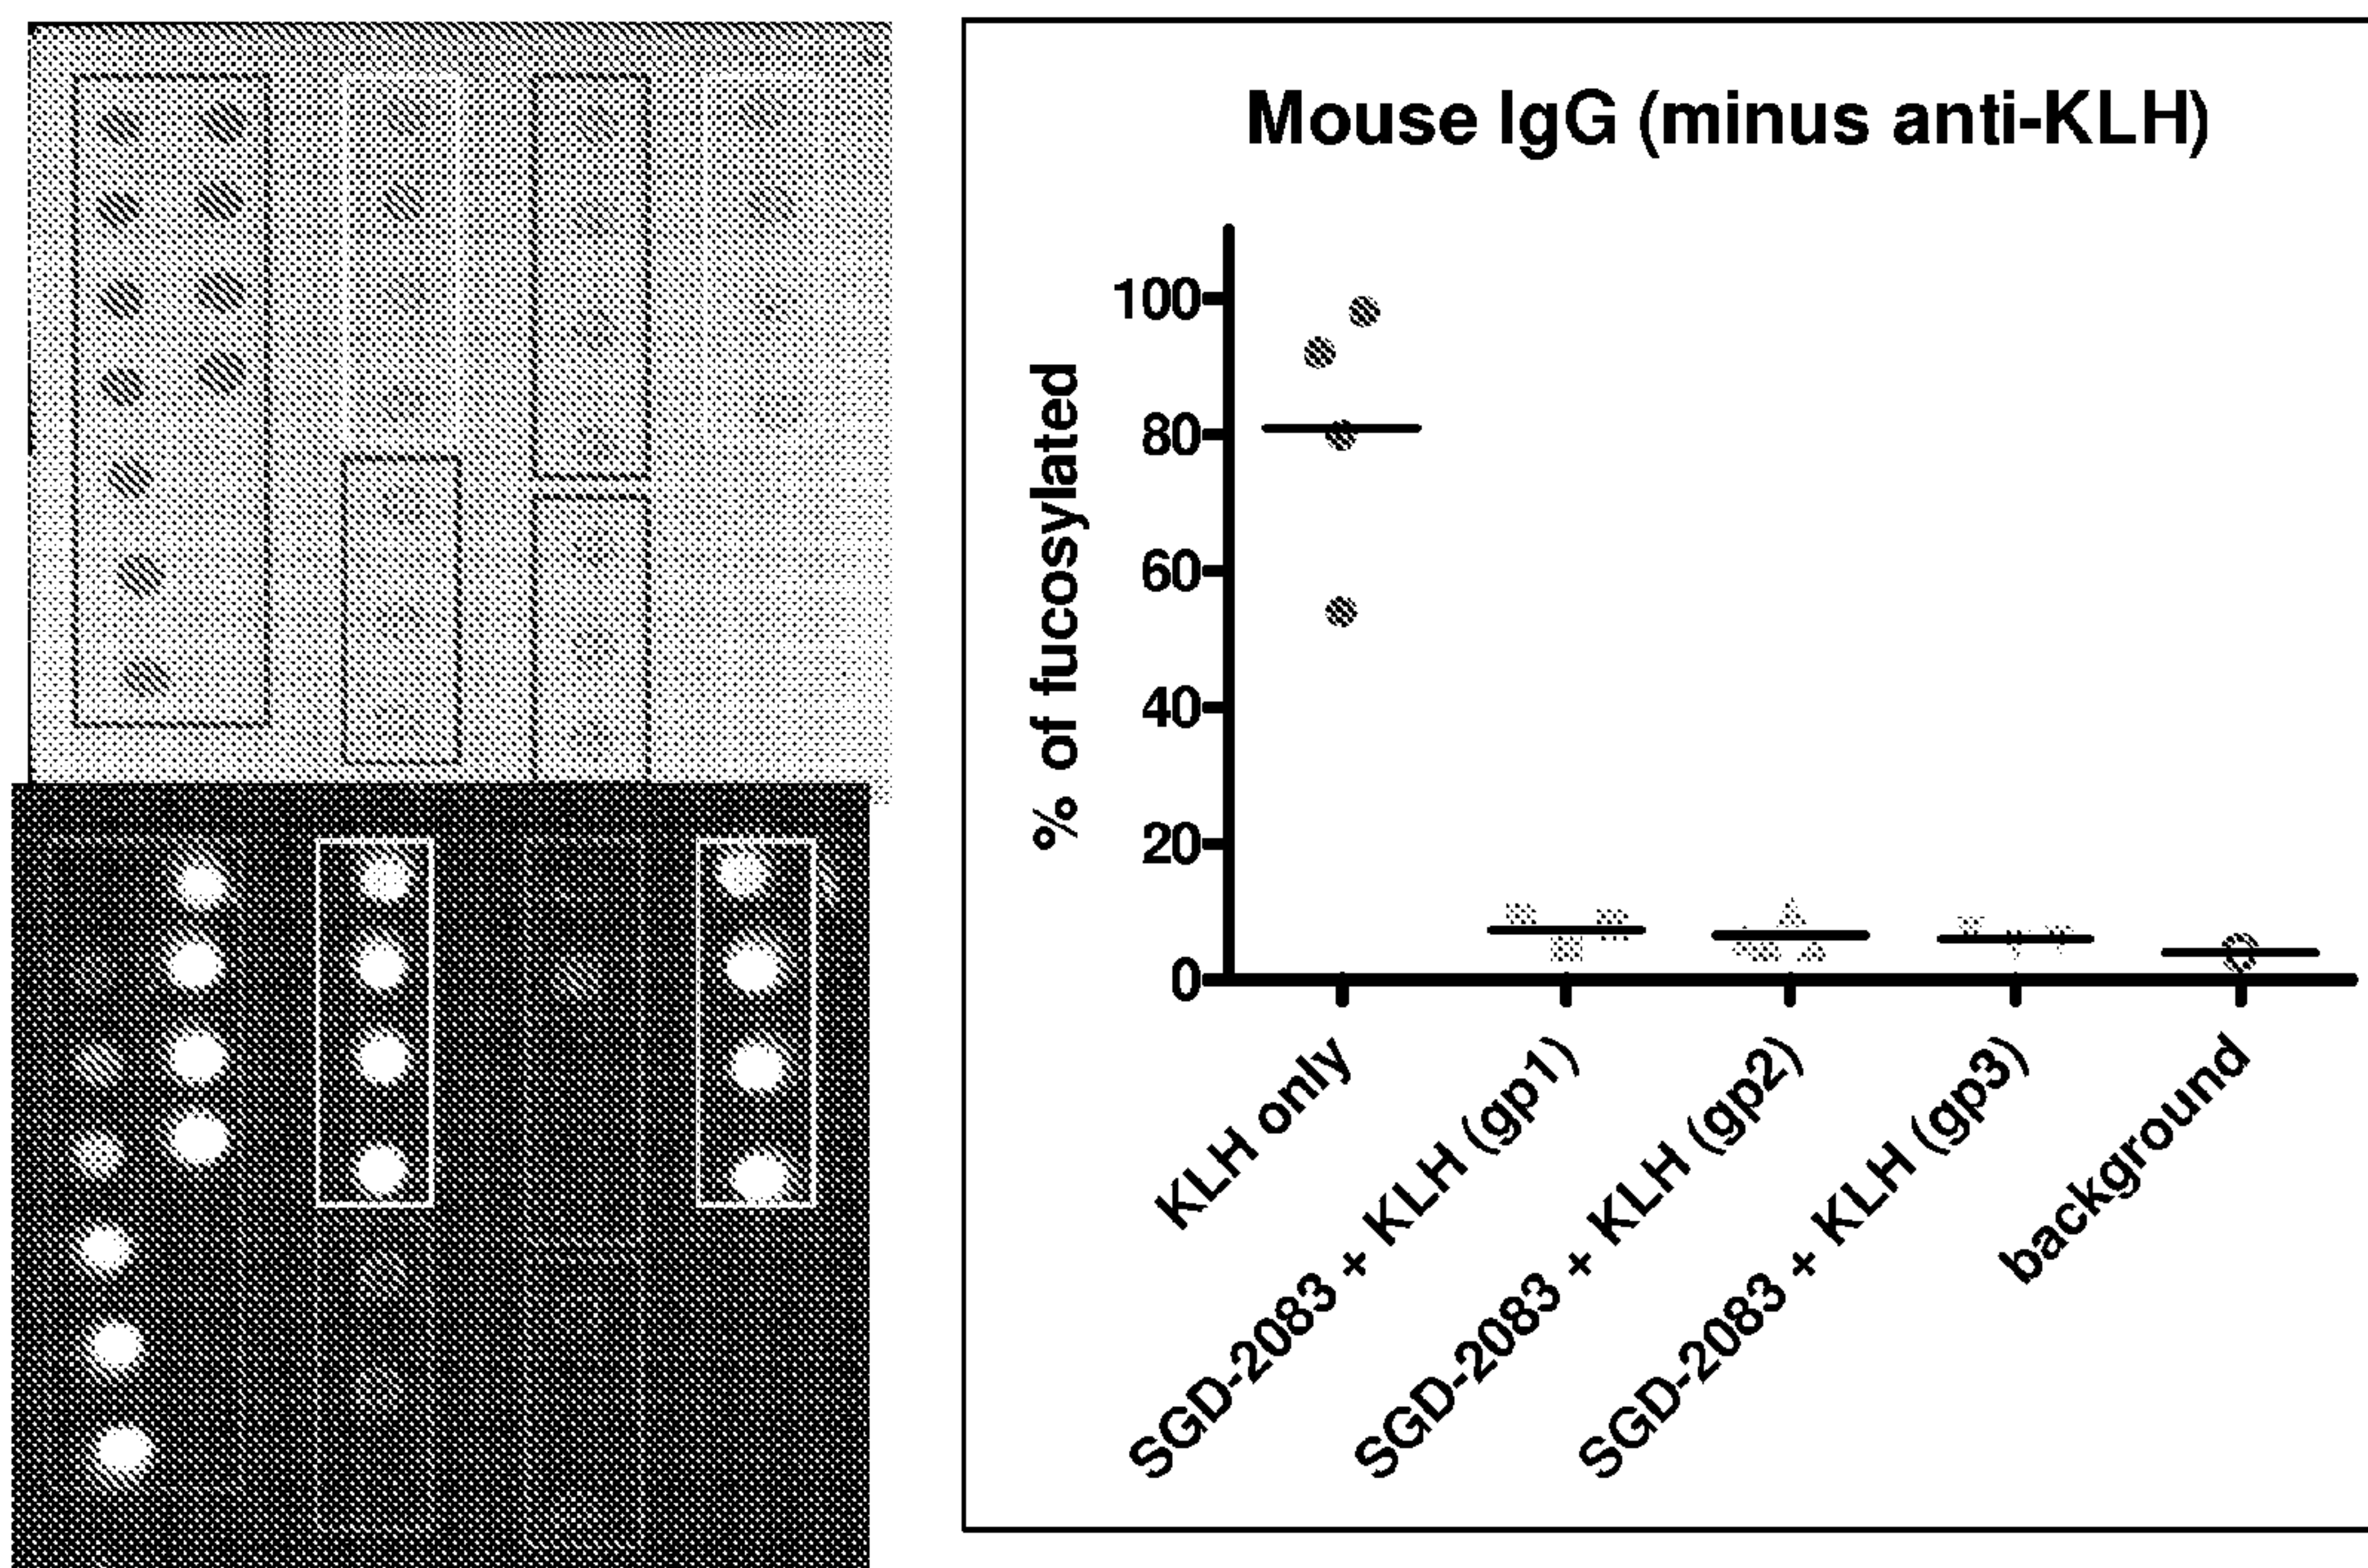 Mouse IgG (minus anti-KLH)
% of fucosylated
100
80
60
40
20
0
KLH only
SGD-2083 + KLH (gp1)
SGD-2083 + KLH (gp2)
SGD-2083 + KLH (gp3)
background